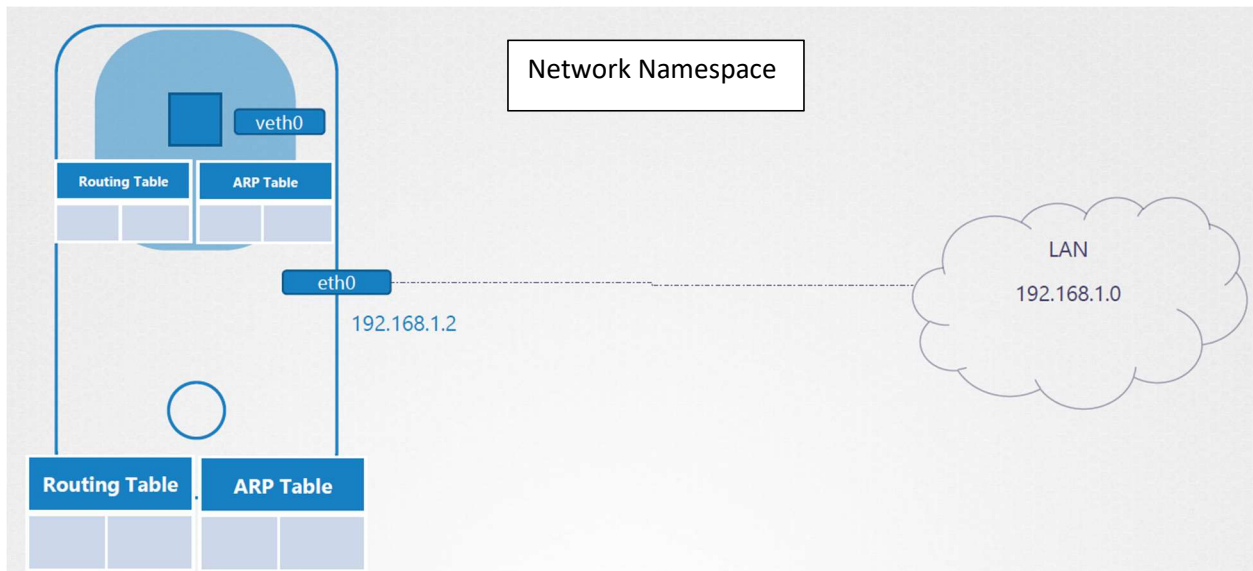 Network Namespace
veth0
Routing Table
ARP Table
eth0
192.168.1.2
LAN
192.168.1.0
Routing Table
ARP Table